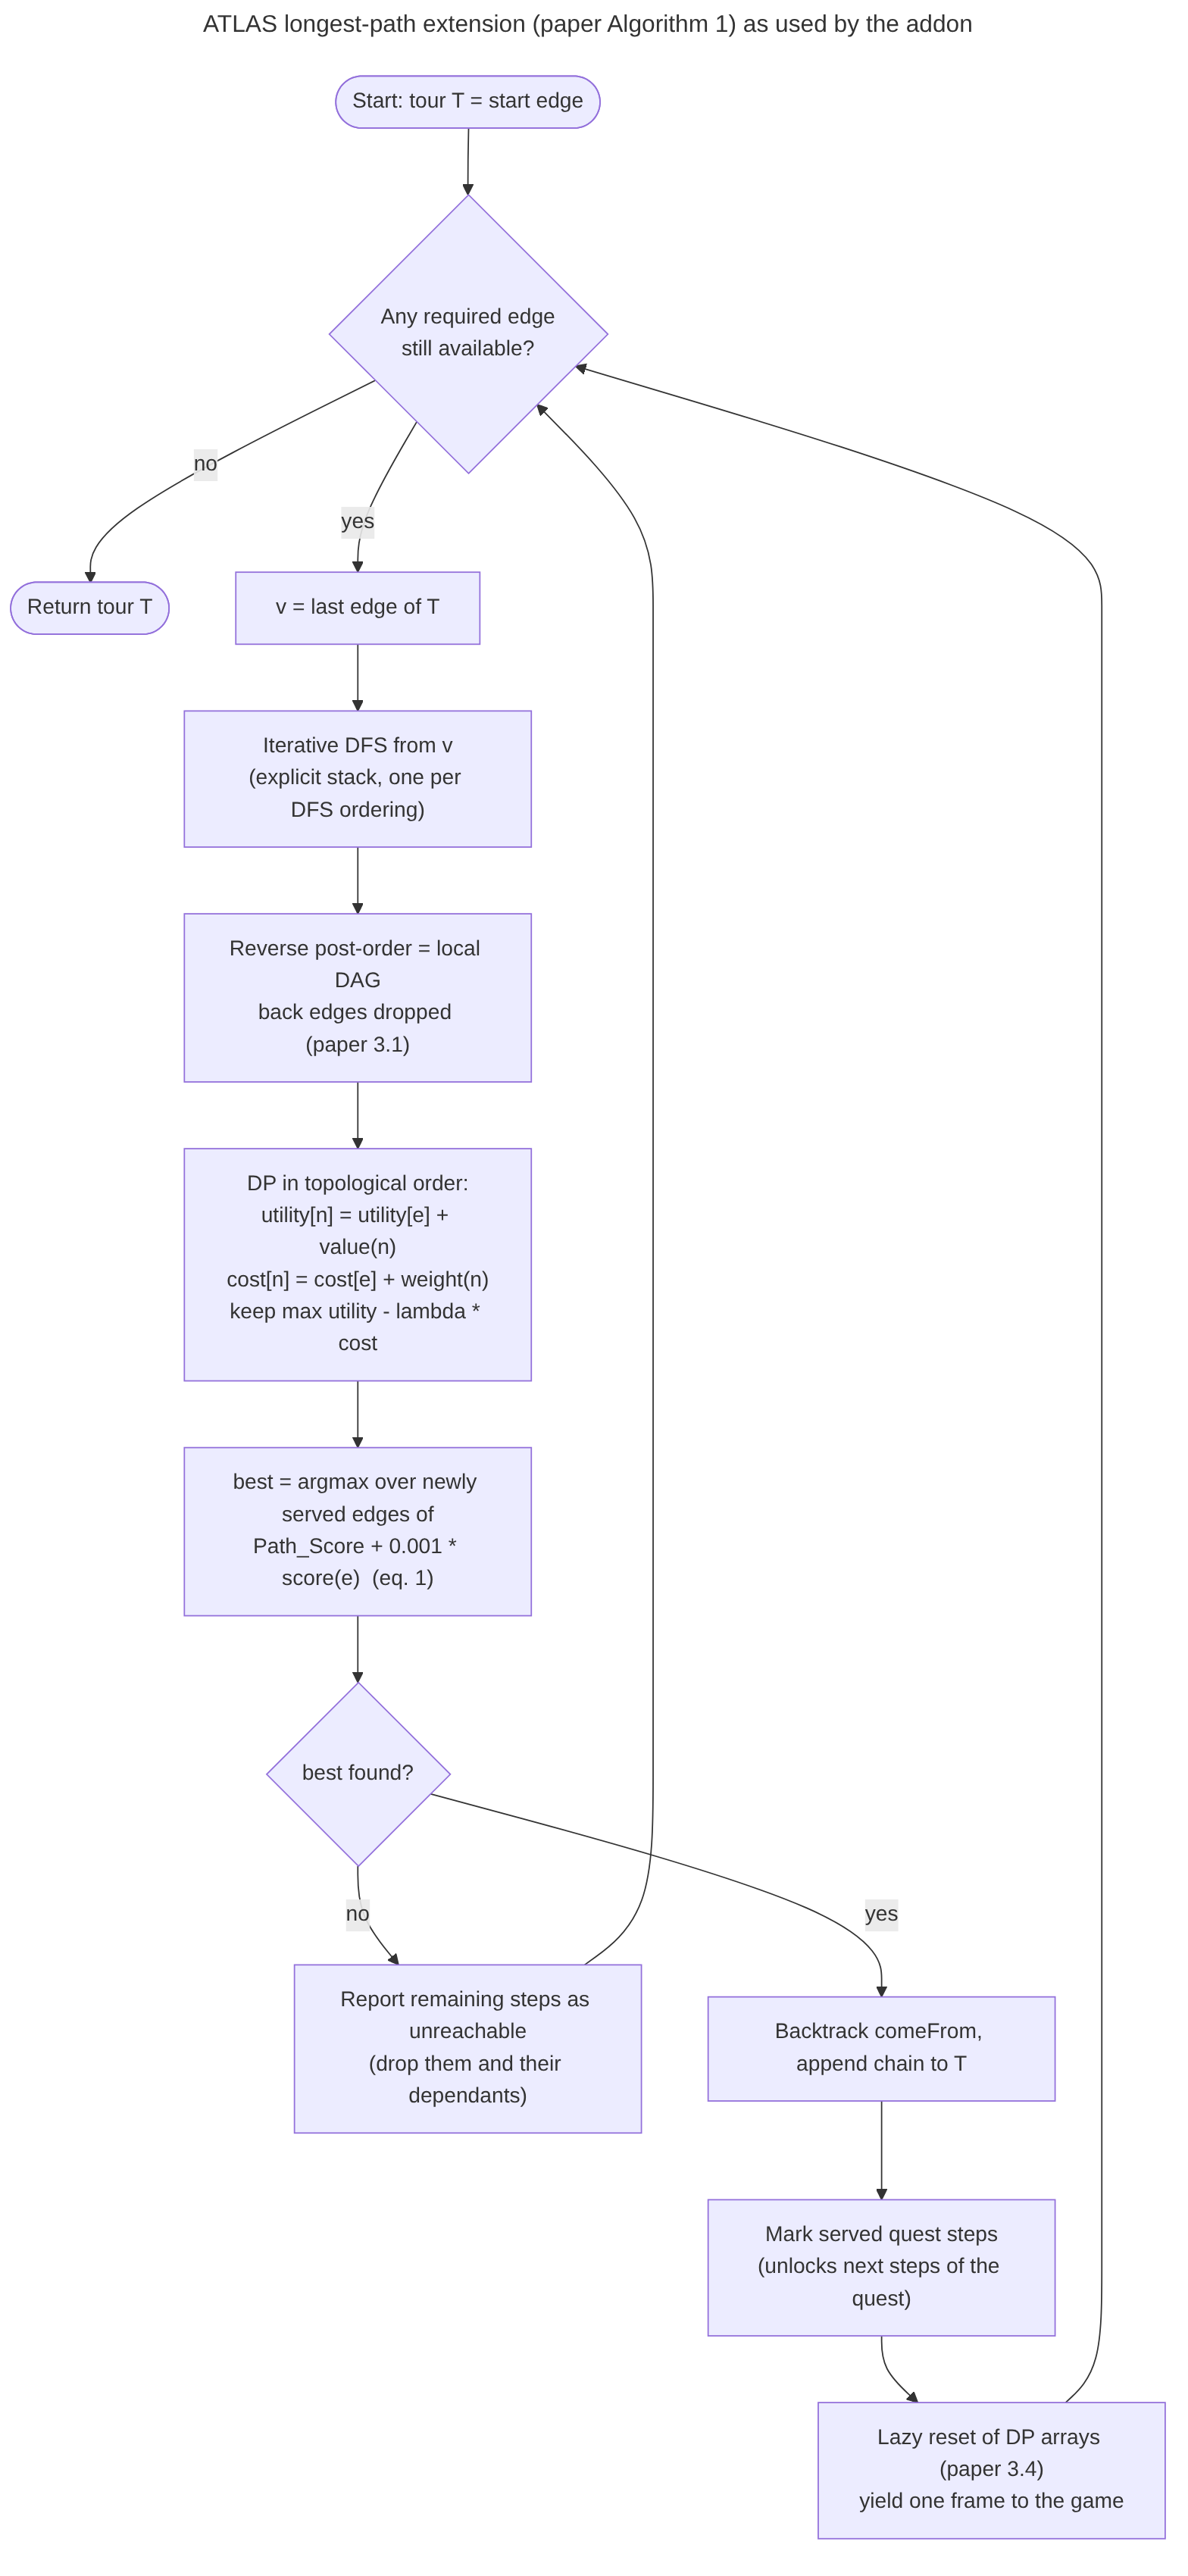 ATLAS longest-path extension (paper Algorithm 1) as used by the addon
Start: tour T = start edge
Any required edge
still available?
no
yes
Return tour T
v = last edge of T
Iterative DFS from v
(explicit stack, one per
DFS ordering)
Reverse post-order = local
DAG
back edges dropped
(paper 3.1)
DP in topological order:
utility[n] = utility[e] +
value(n)
cost[n] = cost[e] + weight(n)
keep max utility - lambda *
cost
best = argmax over newly
served edges of
Path_Score + 0.001 *
score(e)  (eq. 1)
best found?
no
yes
Report remaining steps as
unreachable
(drop them and their
dependants)
Backtrack comeFrom,
append chain to T
Mark served quest steps
(unlocks next steps of the
quest)
Lazy reset of DP arrays
(paper 3.4)
yield one frame to the game